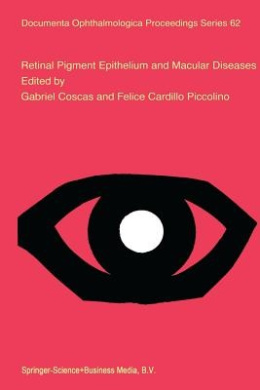 Documenta Ophthalmologica Proceedings Series 62
Retinal Pigment Epithelium and Macular Diseases
Edited by
Gabriel Coscas and Felice Cardillo Piccolino
Springer-Science+Business Media, B.V.